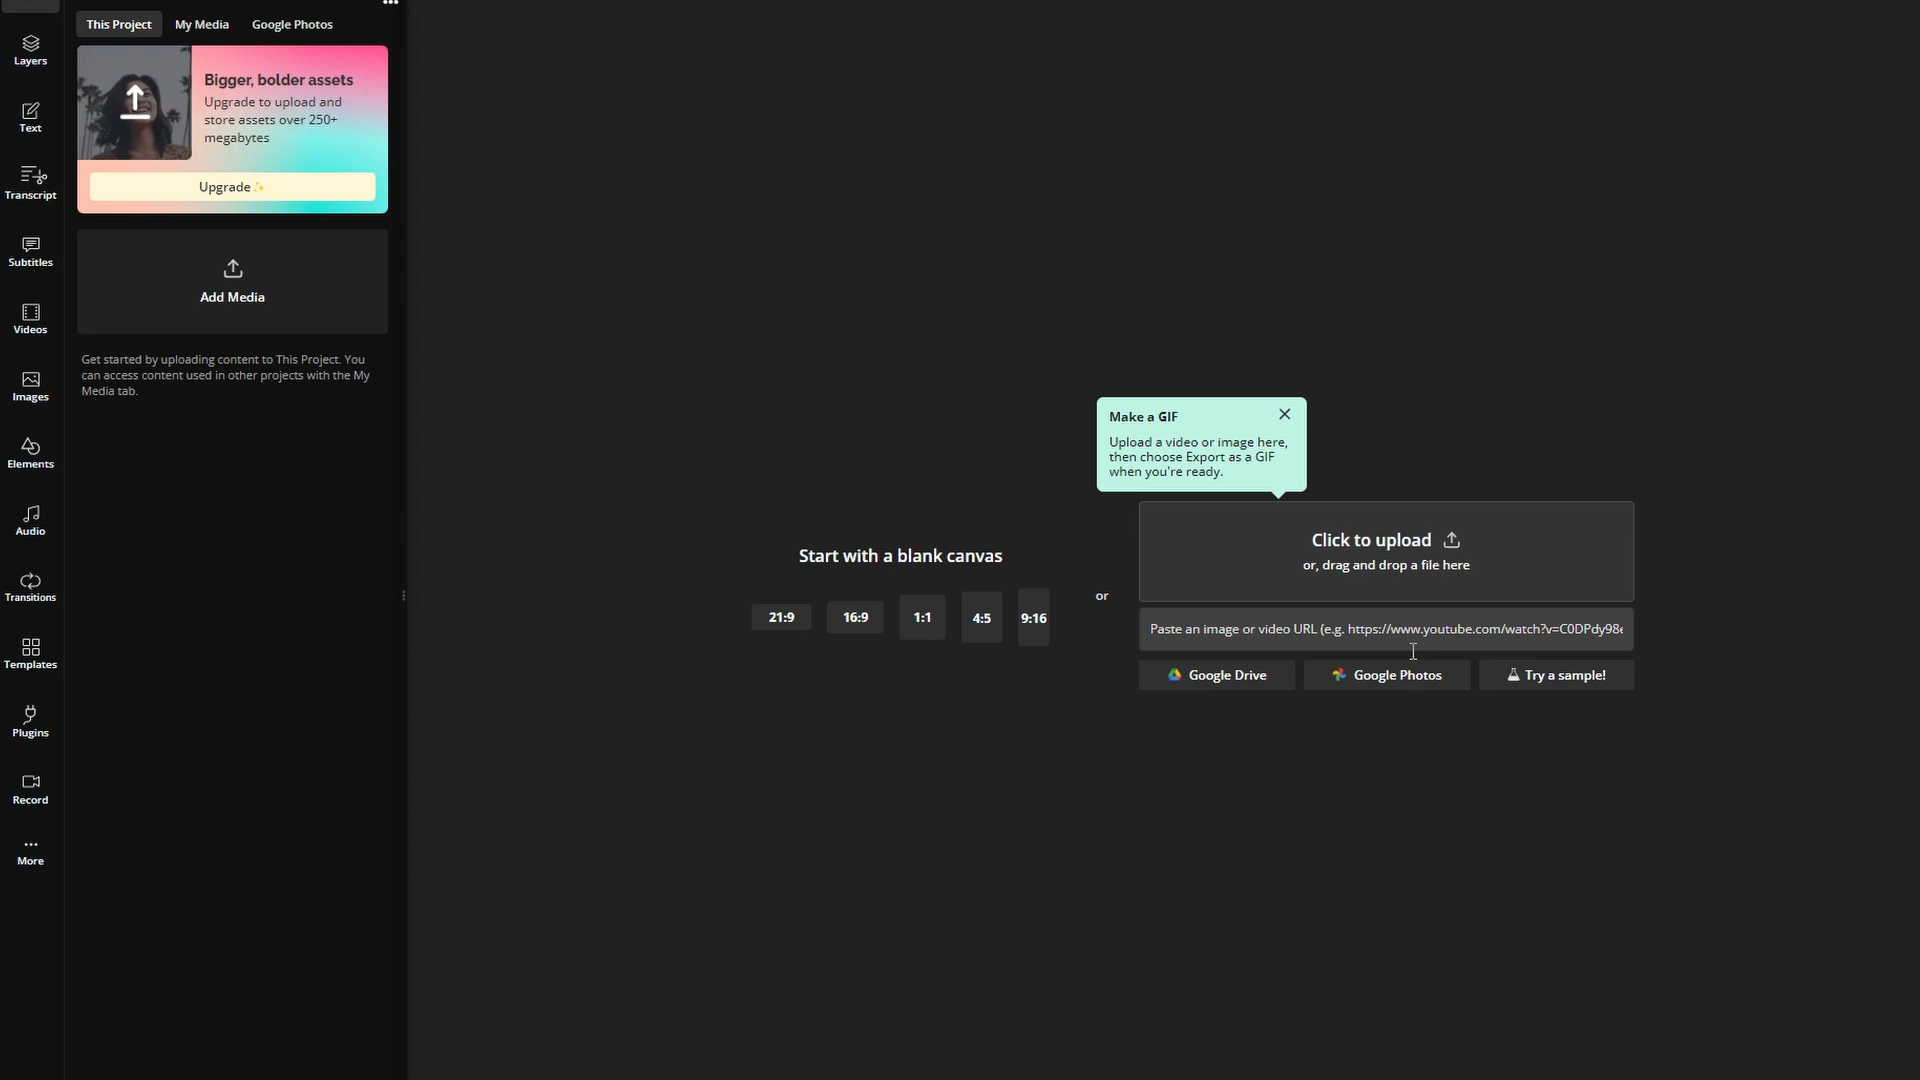 This Project
My Media
Google Photos
Layers
Text
Transcript
Subtitles
Videos
Images
Elements
Audio
Transitions
Templates
Plugins
Record
More
Bigger, bolder assets
Upgrade to upload and
store assets over 250+
megabytes
Upgrade✨
Add Media
Get started by uploading content to This Project. You
can access content used in other projects with the My
Media tab.
Start with a blank canvas
21:9
16:9
1:1
4:5
9:16
or
Make a GIF
Upload a video or image here,
then choose Export as a GIF
when you're ready.
Click to upload
or, drag and drop a file here
Paste an image or video URL (e.g. https://www.youtube.com/watch?v=C0DPdy98e
Google Drive
Google Photos
Try a sample!